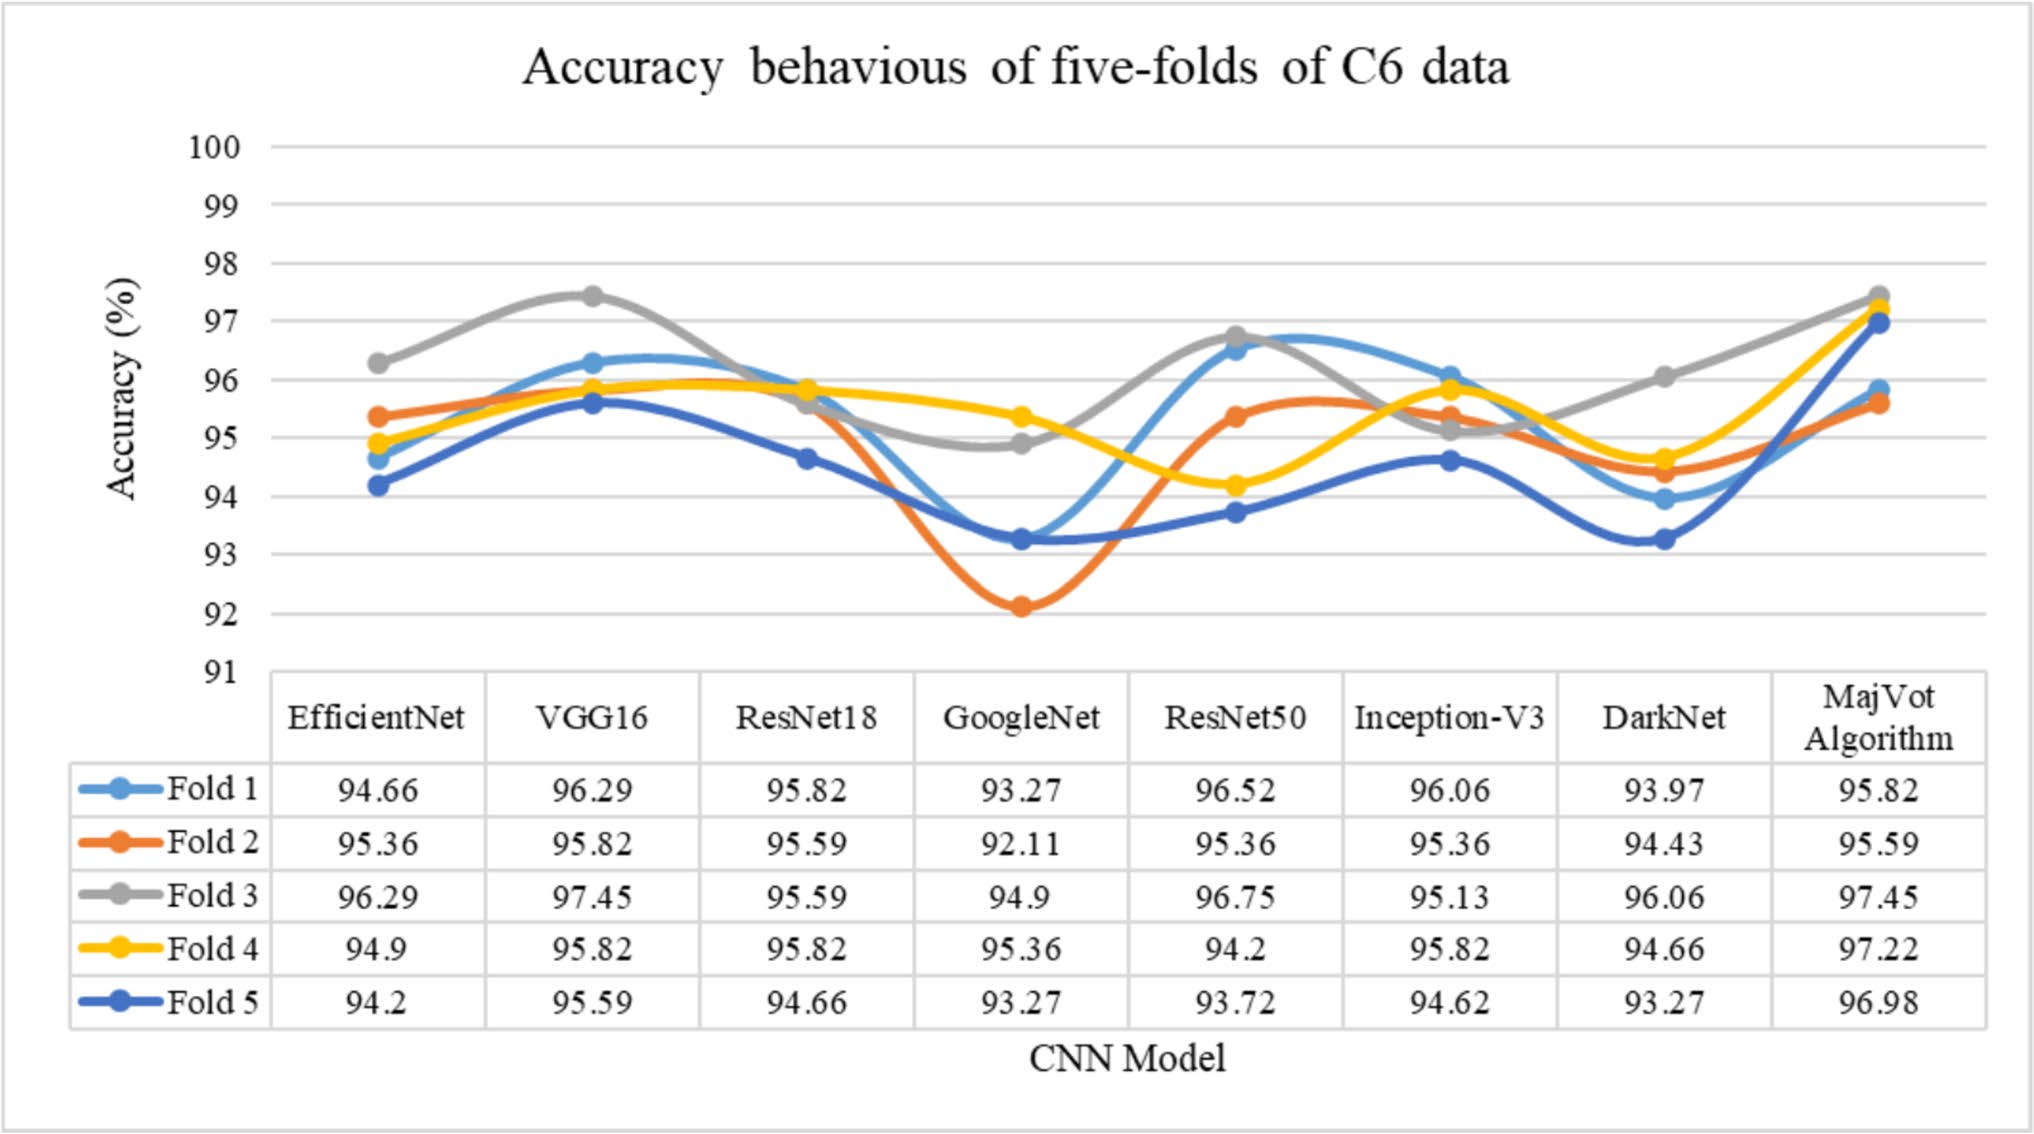 Accuracy behavious of five-folds of C6 data
100
99
98
97
96
95
94
93
92
91
Accuracy (%)
EfficientNet VGG16 ResNet18 GoogleNet ResNet50 Inception-V3 DarkNet MajVot Algorithm
Fold 1 94.66 96.29 95.82 93.27 96.52 96.06 93.97 95.82
Fold 2 95.36 95.82 95.59 92.11 95.36 95.36 94.43 95.59
Fold 3 96.29 97.45 95.59 94.9 96.75 95.13 96.06 97.45
Fold 4 94.9 95.82 95.82 95.36 94.2 95.82 94.66 97.22
Fold 5 94.2 95.59 94.66 93.27 93.72 94.62 93.27 96.98
CNN Model